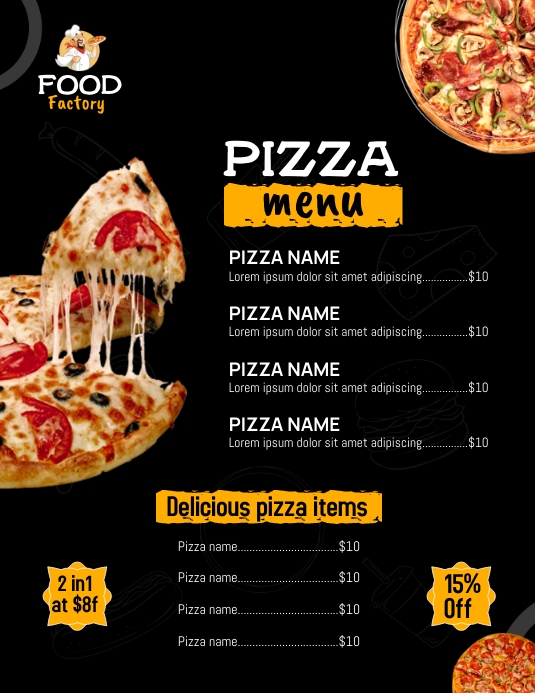 FOOD
Factory
PIZZA
menu
PIZZA NAME
Lorem ipsum dolor sit amet adipiscing...............$10
PIZZA NAME
Lorem ipsum dolor sit amet adipiscing...............$10
PIZZA NAME
Lorem ipsum dolor sit amet adipiscing...............$10
PIZZA NAME
Lorem ipsum dolor sit amet adipiscing...............$10
Delicious pizza items
Pizza name..................................$10
Pizza name..................................$10
Pizza name..................................$10
Pizza name..................................$10
2 in1
at $8f
15%
Off